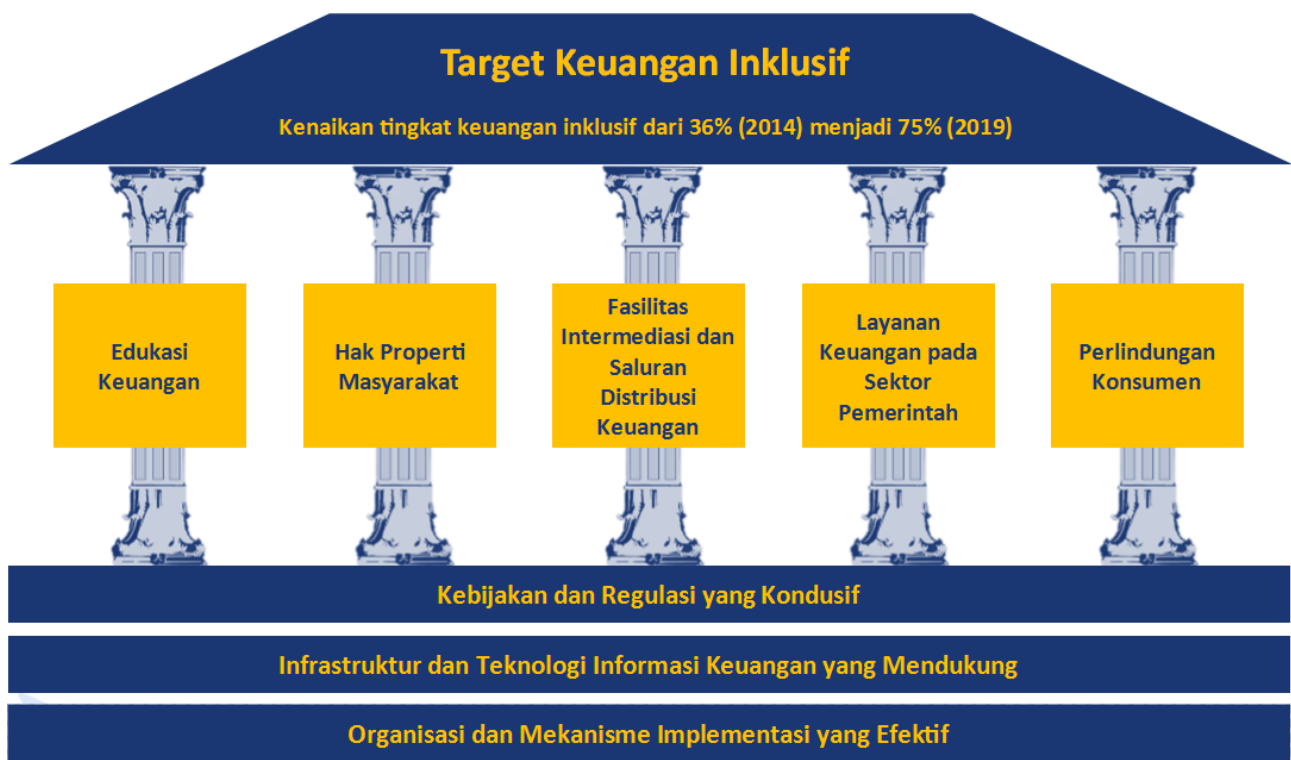 Target Keuangan Inklusif
Kenaikan tingkat keuangan inklusif dari 36% (2014) menjadi 75% (2019)
Edukasi
Keuangan
Hak Properti
Masyarakat
Fasilitas
Intermediasi dan
Saluran
Distribusi
Keuangan
Layanan
Keuangan pada
Sektor
Pemerintah
Perlindungan
Konsumen
Kebijakan dan Regulasi yang Kondusif
Infrastruktur dan Teknologi Informasi Keuangan yang Mendukung
Organisasi dan Mekanisme Implementasi yang Efektif